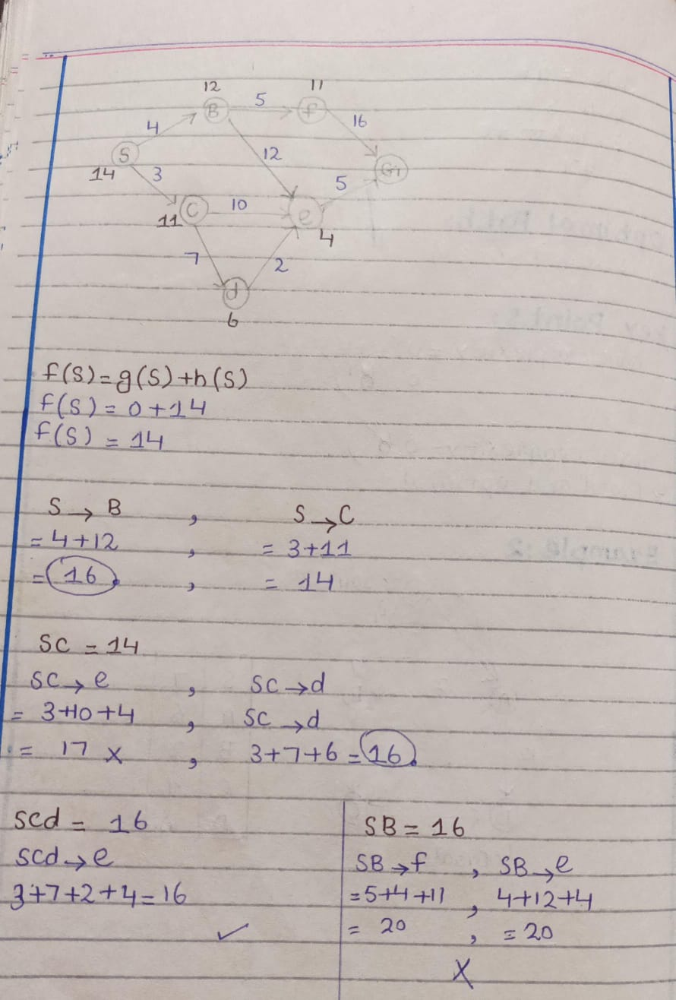 12 11
B 5 f
4 16
S 12
14 3 5 G
C 10 e
11 4
7 2
d
6
f(S)=g(S)+h(S)
f(S) = 0+14
f(S) = 14
S → B , S → C
= 4+12 , = 3+11
= 16 , = 14
SC = 14
SC → e , SC → d
= 3+10+4 , SC → d
= 17 x , 3+7+6 = 16
Scd = 16
Scd → e
3+7+2+4=16
✓
SB = 16
SB → f , SB → e
=5+4+11 , 4+12+4
= 20 , = 20
X